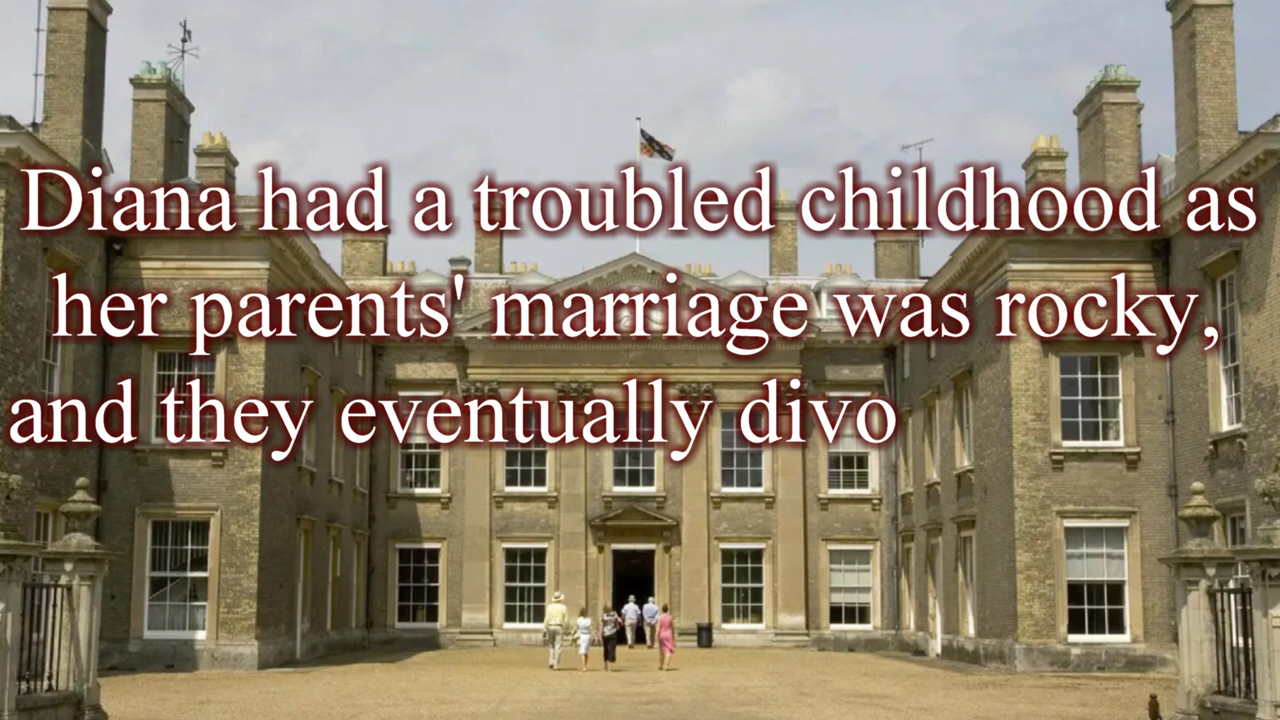 Diana had a troubled childhood as
her parents' marriage was rocky,
and they eventually divo